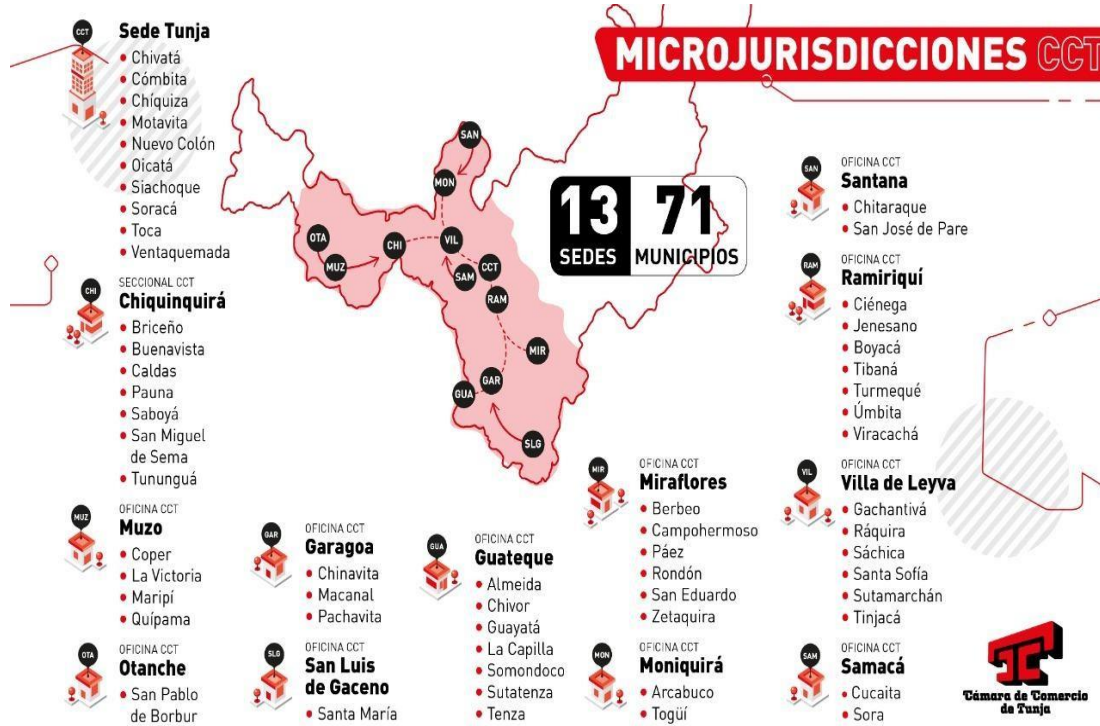 MICROJURISDICCIONES CCT
CCT
Sede Tunja
• Chivatá
• Cómbita
• Chíquiza
• Motavita
• Nuevo Colón
• Oicatá
• Siachoque
• Soracá
• Toca
• Ventaquemada
CHI
SECCIONAL CCT
Chiquinquirá
• Briceño
• Buenavista
• Caldas
• Pauna
• Saboyá
• San Miguel
de Sema
• Tununguá
MUZ
OFICINA CCT
Muzo
• Coper
• La Victoria
• Maripí
• Quípama
OTA
OFICINA CCT
Otanche
• San Pablo
de Borbur
SAN
MON
OTA
MUZ
CHI
VIL
SAM
CCT
RAM
MIR
GAR
GUA
SLG
13
SEDES
71
MUNICIPIOS
GAR
OFICINA CCT
Garagoa
• Chinavita
• Macanal
• Pachavita
SLG
OFICINA CCT
San Luis
de Gaceno
• Santa María
GUA
OFICINA CCT
Guateque
• Almeida
• Chivor
• Guayatá
• La Capilla
• Somondoco
• Sutatenza
• Tenza
MIR
OFICINA CCT
Miraflores
• Berbeo
• Campohermoso
• Páez
• Rondón
• San Eduardo
• Zetaquira
MON
OFICINA CCT
Moniquirá
• Arcabuco
• Togüí
SAN
OFICINA CCT
Santana
• Chitaraque
• San José de Pare
RAM
OFICINA CCT
Ramiriquí
• Ciénega
• Jenesano
• Boyacá
• Tibaná
• Turmequé
• Úmbita
• Viracachá
VIL
OFICINA CCT
Villa de Leyva
• Gachantivá
• Ráquira
• Sáchica
• Santa Sofía
• Sutamarchán
• Tinjacá
SAM
OFICINA CCT
Samacá
• Cucaita
• Sora
Cámara de Comercio
de Tunja